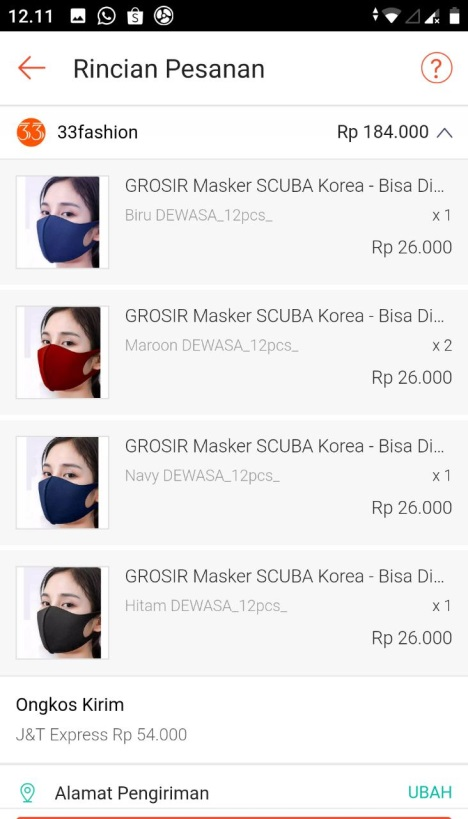 12.11
Rincian Pesanan
?
33 33fashion Rp 184.000
GROSIR Masker SCUBA Korea - Bisa Di...
Biru DEWASA_12pcs_ x 1
Rp 26.000
GROSIR Masker SCUBA Korea - Bisa Di...
Maroon DEWASA_12pcs_ x 2
Rp 26.000
GROSIR Masker SCUBA Korea - Bisa Di...
Navy DEWASA_12pcs_ x 1
Rp 26.000
GROSIR Masker SCUBA Korea - Bisa Di...
Hitam DEWASA_12pcs_ x 1
Rp 26.000
Ongkos Kirim
J&T Express Rp 54.000
Alamat Pengiriman UBAH